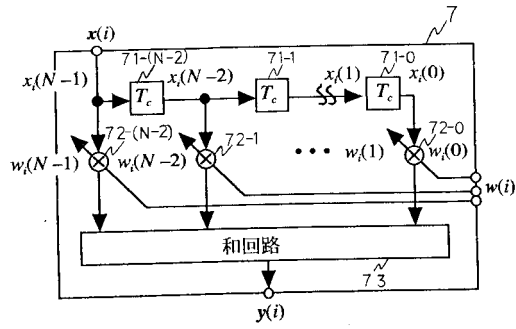 x(i)
7
71-(N-2)
71-1
71-0
x_i(N-1)
T_c
x_i(N-2)
T_c
x_i(1)
T_c
x_i(0)
72-(N-2)
72-1
72-0
w_i(N-1)
w_i(N-2)
•••
w_i(1)
w_i(0)
w(i)
和回路
73
y(i)